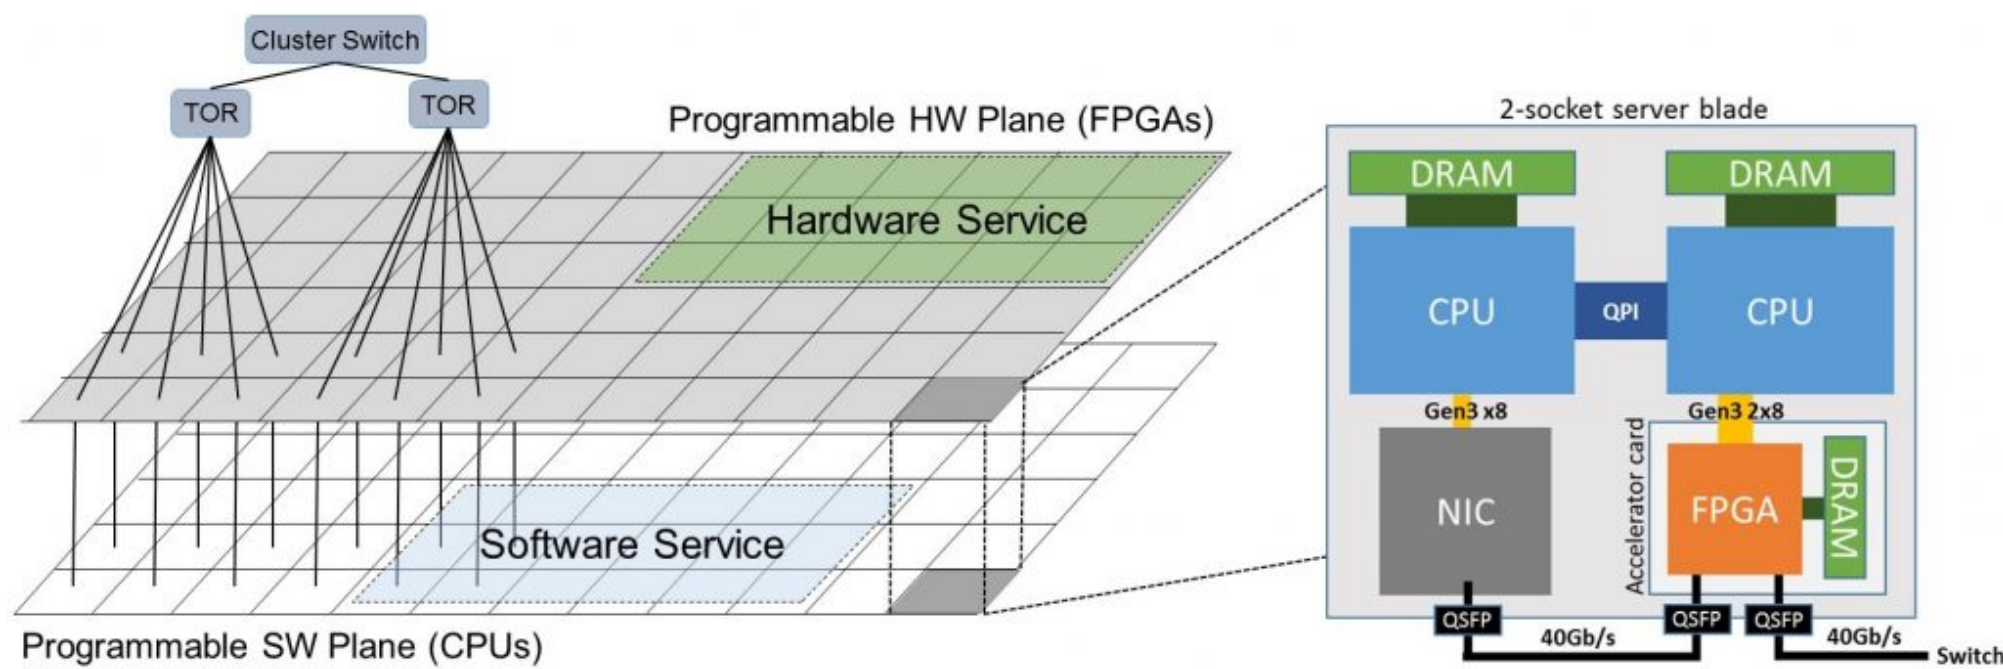 Cluster Switch
TOR
TOR
Programmable HW Plane (FPGAs)
Hardware Service
Software Service
Programmable SW Plane (CPUs)
2-socket server blade
DRAM
DRAM
CPU
QPI
CPU
Gen3 x8
Gen3 2x8
NIC
Accelerator card
FPGA
DRAM
QSFP
QSFP
QSFP
40Gb/s
40Gb/s
Switch